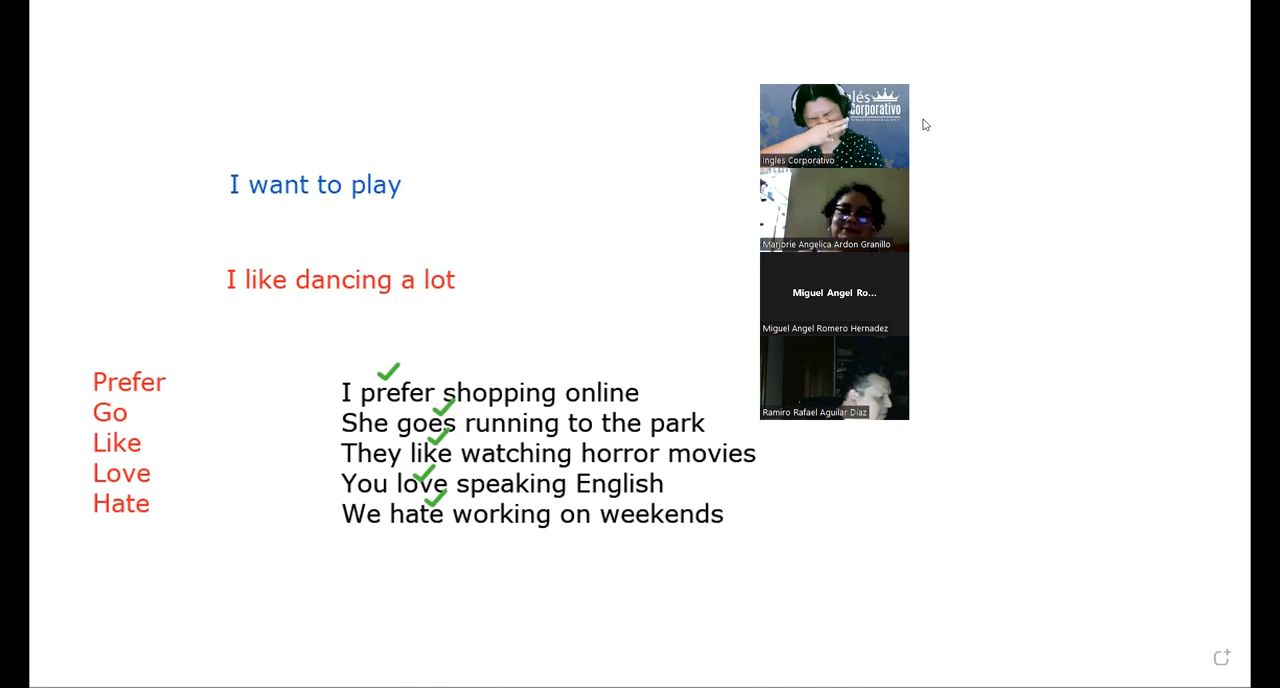 I want to play
I like dancing a lot
Prefer
Go
Like
Love
Hate
I prefer shopping online
She goes running to the park
They like watching horror movies
You love speaking English
We hate working on weekends
lés
Corporativo
Ingles Corporativo
Marjorie Angelica Ardon Granillo
Miguel Angel Ro...
Miguel Angel Romero Hernadez
Ramiro Rafael Aguilar Diaz